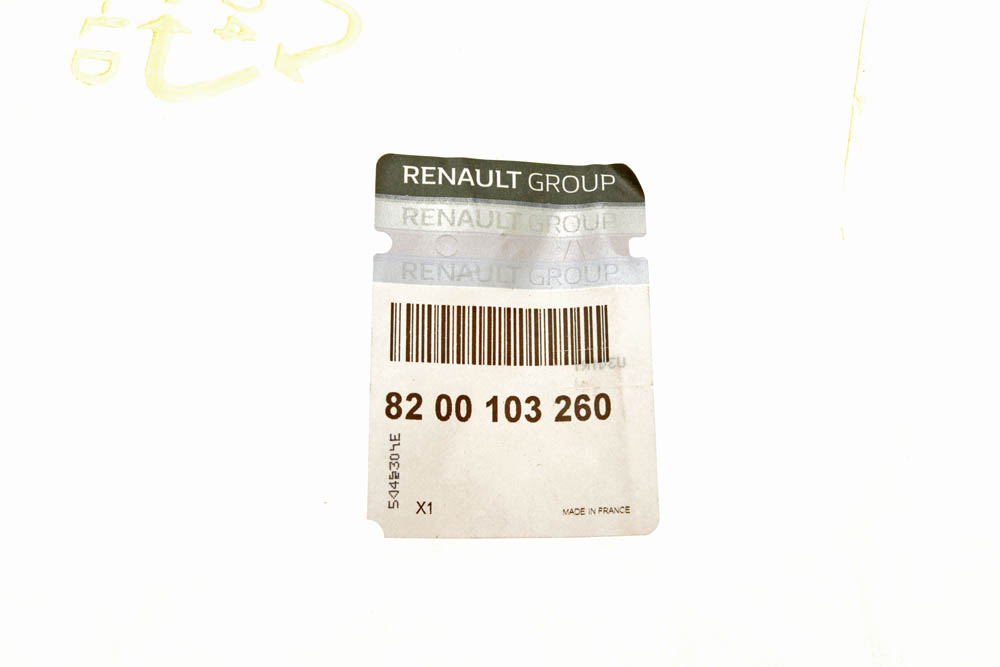 RENAULT GROUP
RENAULT GROUP
RENAULT GROUP
82 00 103 260
X1
MADE IN FRANCE